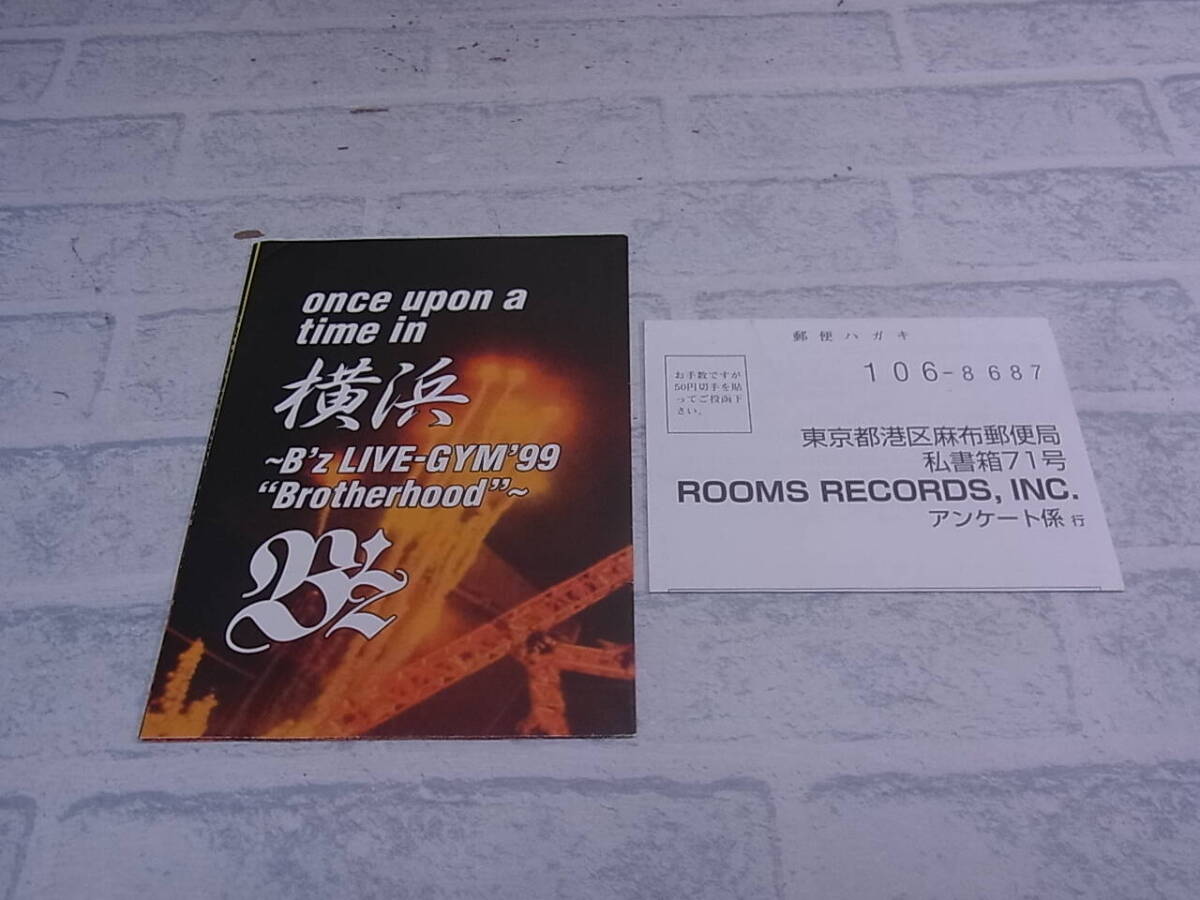 once upon a
time in
横浜
~B'z LIVE-GYM'99
"Brotherhood"~
B'z
郵便ハガキ
お手数ですが
50円切手を貼
ってご投函下
さい。
106-8687
東京都港区麻布郵便局
私書箱71号
ROOMS RECORDS, INC.
アンケート係 行